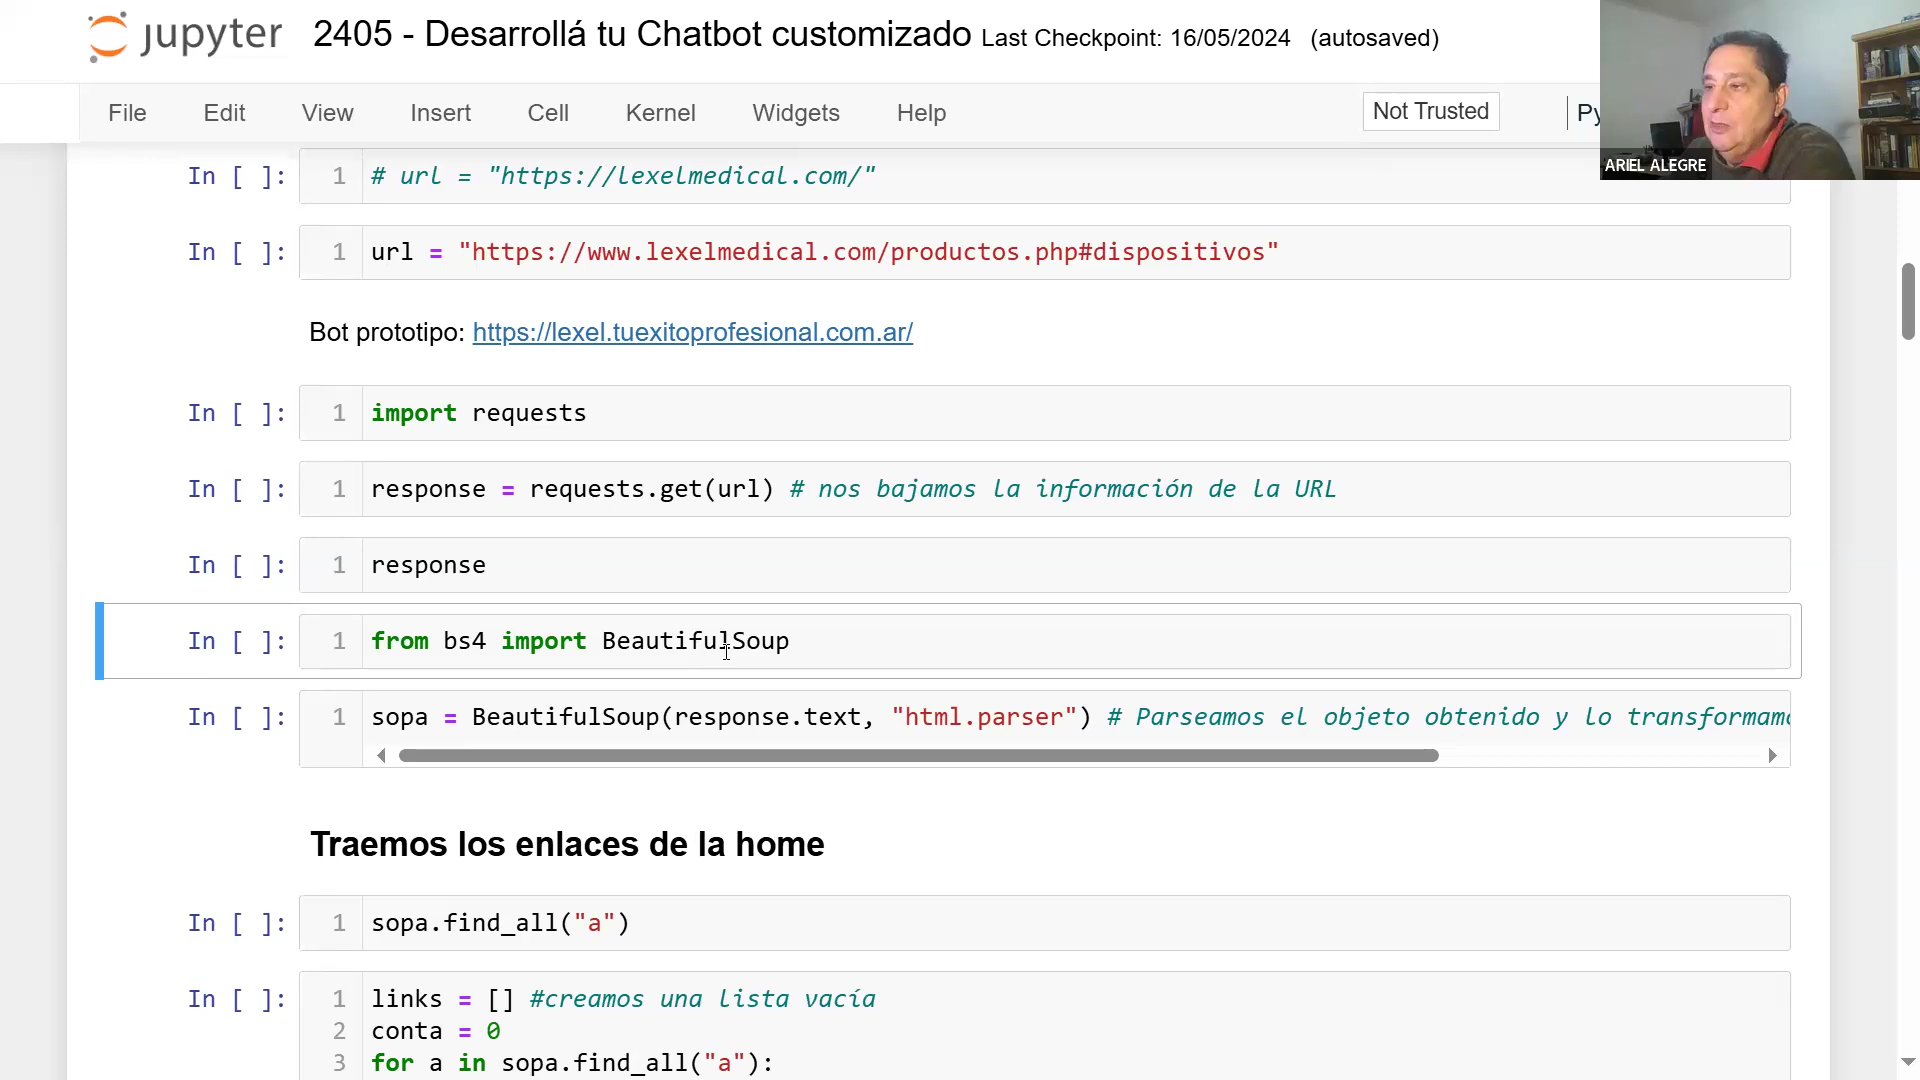 jupyter 2405 - Desarrollá tu Chatbot customizado Last Checkpoint: 16/05/2024 (autosaved)
File Edit View Insert Cell Kernel Widgets Help Not Trusted Py
ARIEL ALEGRE
In [ ]: 1 # url = "https://lexelmedical.com/"
In [ ]: 1 url = "https://www.lexelmedical.com/productos.php#dispositivos"
Bot prototipo: https://lexel.tuexitoprofesional.com.ar/
In [ ]: 1 import requests
In [ ]: 1 response = requests.get(url) # nos bajamos la información de la URL
In [ ]: 1 response
In [ ]: 1 from bs4 import BeautifulSoup
In [ ]: 1 sopa = BeautifulSoup(response.text, "html.parser") # Parseamos el objeto obtenido y lo transformamo
Traemos los enlaces de la home
In [ ]: 1 sopa.find_all("a")
In [ ]: 1 links = [] #creamos una lista vacía
2 conta = 0
3 for a in sopa.find_all("a"):